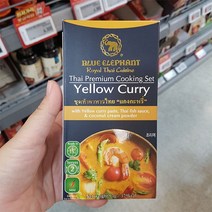 BLUE ELEPHANT
Royal Thai Cuisine
Thai Premium Cooking Set
Yellow Curry
with Yellow curry paste, Thai fish sauce
& coconut cream powder